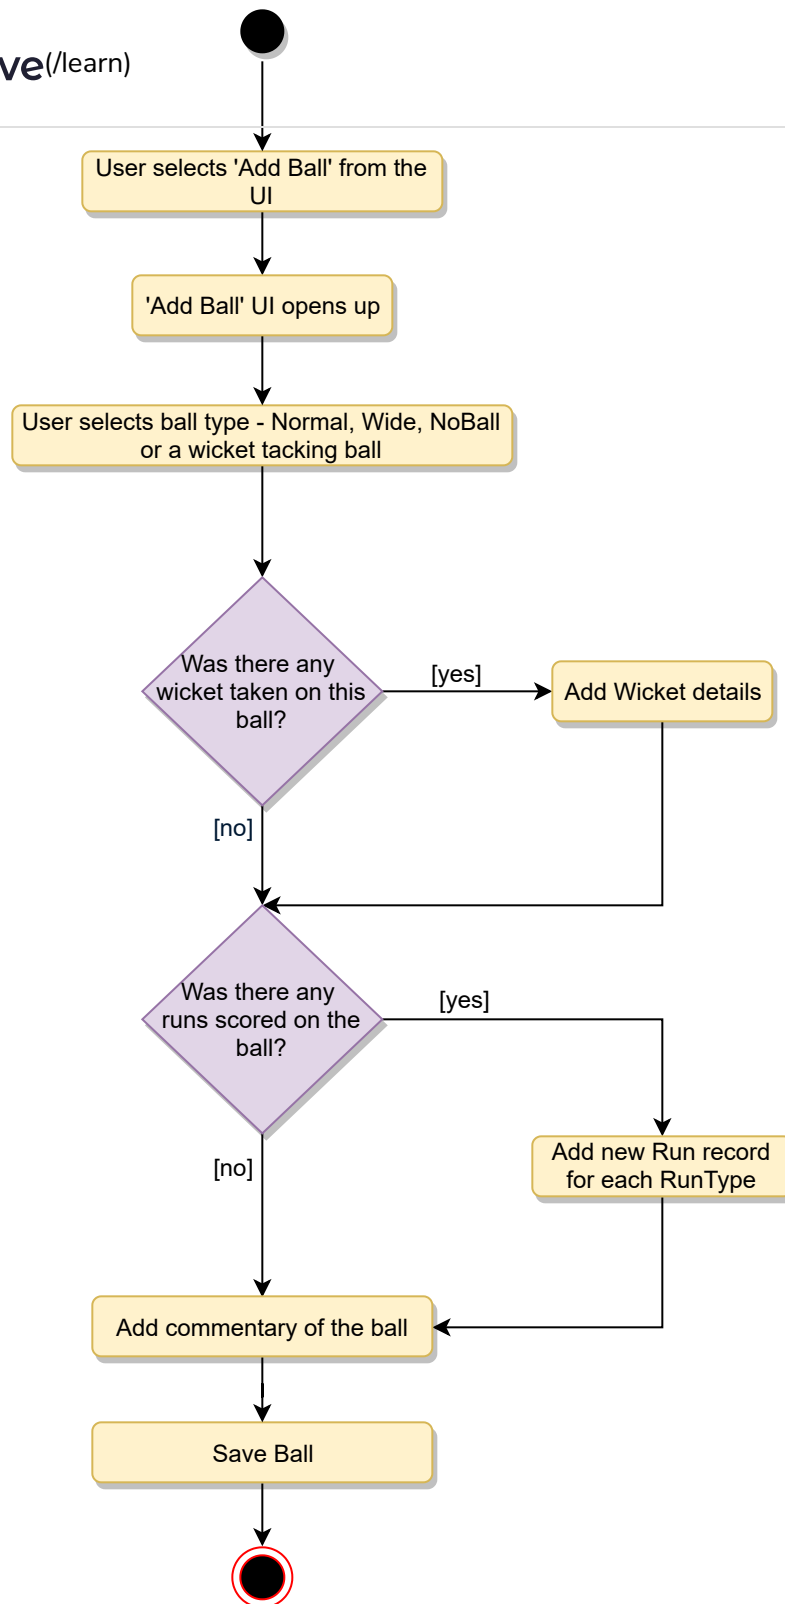 ve(/learn)
User selects 'Add Ball' from the
UI
'Add Ball' UI opens up
User selects ball type - Normal, Wide, NoBall
or a wicket tacking ball
Was there any
wicket taken on this
ball?
[yes]
Add Wicket details
[no]
Was there any
runs scored on the
ball?
[yes]
[no]
Add new Run record
for each RunType
Add commentary of the ball
Save Ball